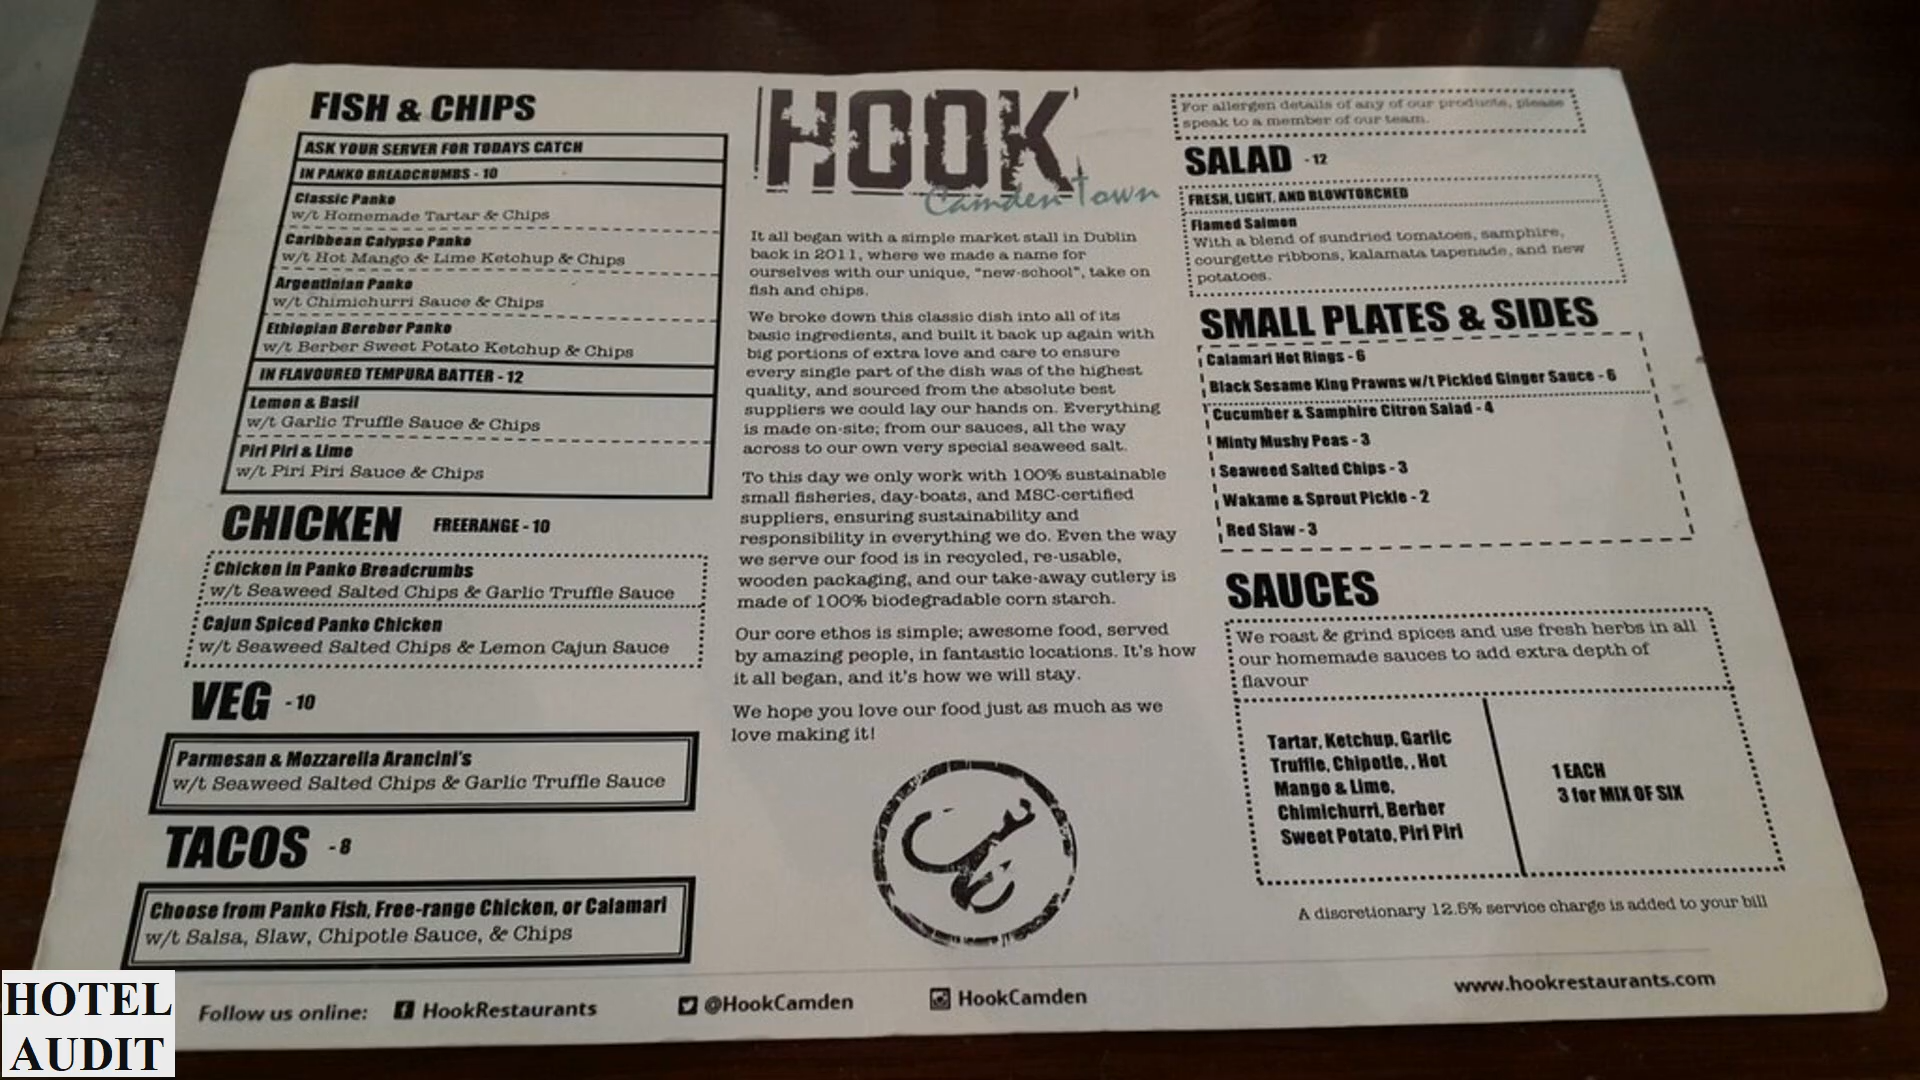 FISH & CHIPS
ASK YOUR SERVER FOR TODAYS CATCH
IN PANKO BREADCRUMBS - 10
Classic Panko
w/t Homemade Tartar & Chips
Caribbean Calypso Panko
w/t Hot Mango & Lime Ketchup & Chips
Argentinian Panko
w/t Chimichurri Sauce & Chips
Ethiopian Bereber Panko
w/t Berber Sweet Potato Ketchup & Chips
IN FLAVOURED TEMPURA BATTER - 12
Lemon & Basil
w/t Garlic Truffle Sauce & Chips
Piri Piri & Lime
w/t Piri Piri Sauce & Chips
CHICKEN FREERANGE - 10
Chicken in Panko Breadcrumbs
w/t Seaweed Salted Chips & Garlic Truffle Sauce
Cajun Spiced Panko Chicken
w/t Seaweed Salted Chips & Lemon Cajun Sauce
VEG - 10
Parmesan & Mozzarella Arancini's
w/t Seaweed Salted Chips & Garlic Truffle Sauce
TACOS - 8
Choose from Panko Fish, Free-range Chicken, or Calamari
w/t Salsa, Slaw, Chipotle Sauce, & Chips
HOOK
Camden Town
It all began with a simple market stall in Dublin
back in 2011, where we made a name for
ourselves with our unique, "new-school", take on
fish and chips.
We broke down this classic dish into all of its
basic ingredients, and built it back up again with
big portions of extra love and care to ensure
every single part of the dish was of the highest
quality, and sourced from the absolute best
suppliers we could lay our hands on. Everything
is made on-site; from our sauces, all the way
across to our own very special seaweed salt.
To this day we only work with 100% sustainable
small fisheries, day-boats, and MSC-certified
suppliers, ensuring sustainability and
responsibility in everything we do. Even the way
we serve our food is in recycled, re-usable,
wooden packaging, and our take-away cutlery is
made of 100% biodegradable corn starch.
Our core ethos is simple; awesome food, served
by amazing people, in fantastic locations. It's how
it all began, and it's how we will stay.
We hope you love our food just as much as we
love making it!
For allergen details of any of our products, please
speak to a member of our team.
SALAD - 12
FRESH, LIGHT, AND BLOWTORCHED
Flamed Salmon
With a blend of sundried tomatoes, samphire,
courgette ribbons, kalamata tapenade, and new
potatoes.
SMALL PLATES & SIDES
Calamari Hot Rings - 6
Black Sesame King Prawns w/t Pickled Ginger Sauce - 6
Cucumber & Samphire Citron Salad - 4
Minty Mushy Peas - 3
Seaweed Salted Chips - 3
Wakame & Sprout Pickle - 2
Red Slaw - 3
SAUCES
We roast & grind spices and use fresh herbs in all
our homemade sauces to add extra depth of
flavour
Tartar, Ketchup, Garlic
Truffle, Chipotle, , Hot
Mango & Lime,
Chimichurri, Berber
Sweet Potato, Piri Piri
1 EACH
3 for MIX OF SIX
A discretionary 12.5% service charge is added to your bill
Follow us online: HookRestaurants @HookCamden HookCamden www.hookrestaurants.com
HOTEL
AUDIT